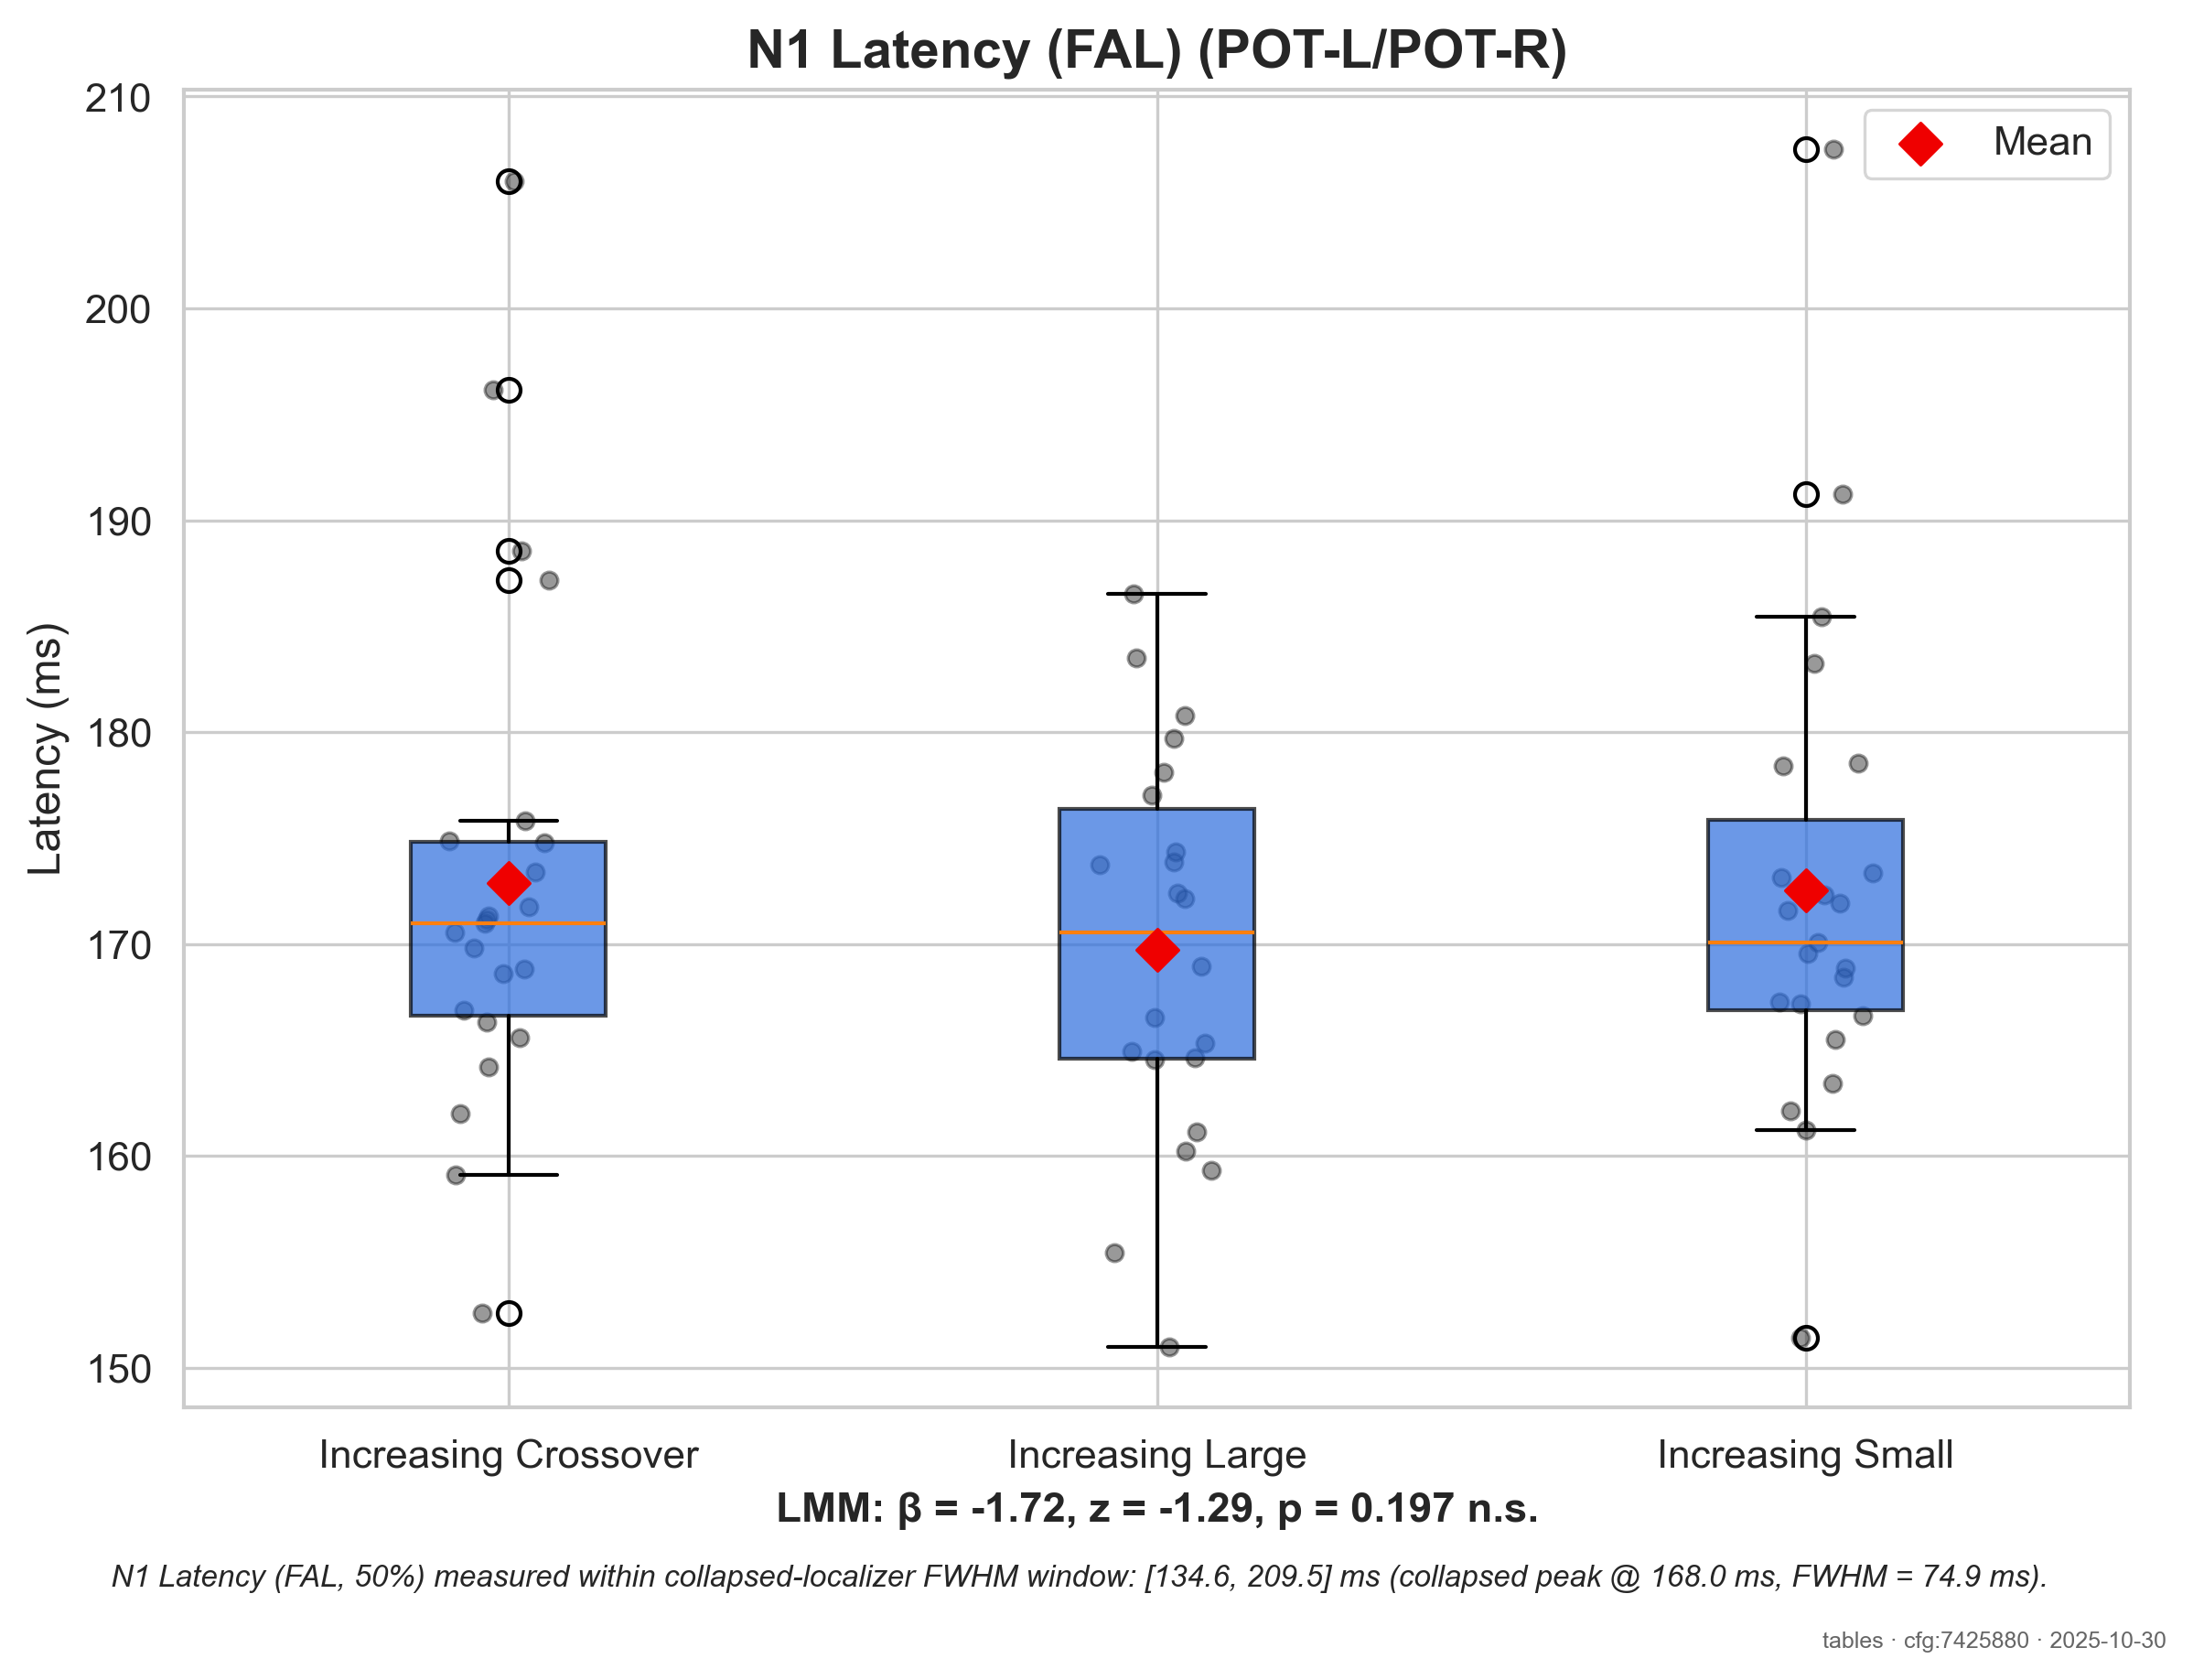 N1 Latency (FAL) (POT-L/POT-R)
Mean
Latency (ms)
210
200
190
180
170
160
150
Increasing Crossover
Increasing Large
Increasing Small
LMM: β = -1.72, z = -1.29, p = 0.197 n.s.
N1 Latency (FAL, 50%) measured within collapsed-localizer FWHM window: [134.6, 209.5] ms (collapsed peak @ 168.0 ms, FWHM = 74.9 ms).
tables · cfg:7425880 · 2025-10-30